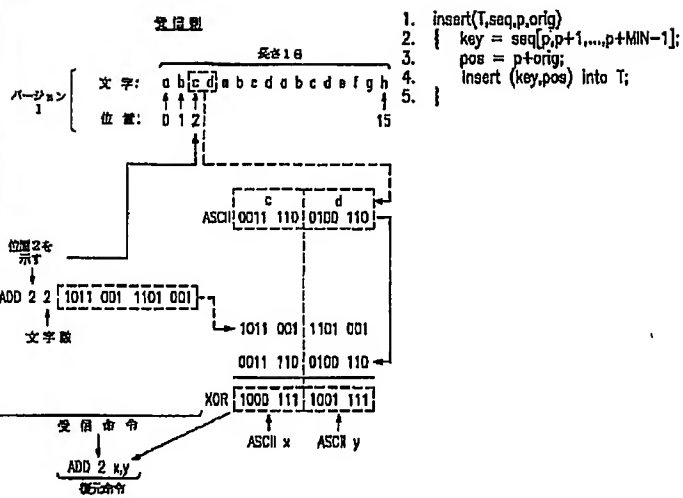 受信側
長さ16
バージョン1
文字: a b c d a b c d a b c d e f g h
位置: 0 1 2 15
c d
ASCII 0011 110 0100 110
位置2を示す
ADD 2 2 1011 001 1101 001
文字数
1011 001 1101 001
0011 110 0100 110
XOR 1000 111 1001 111
ASCII x ASCII y
受信命令
ADD 2 x,y
復元命令
1. insert(T,seq,p,orig)
2. { key = seq[p,p+1,...,p+MIN-1];
3. pos = p+orig;
4. insert (key,pos) into T;
5. }